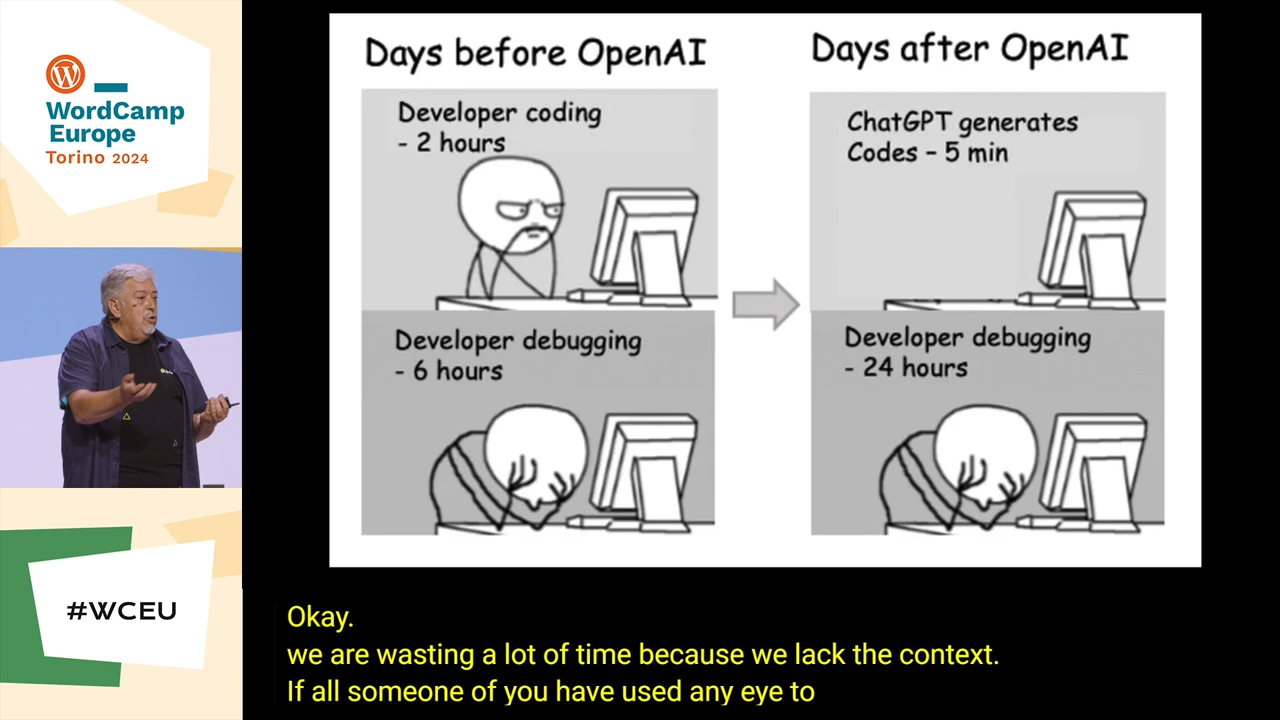 WordCamp
Europe
Torino 2024
#WCEU
Days before OpenAI
Developer coding
- 2 hours
Developer debugging
- 6 hours
Days after OpenAI
ChatGPT generates
Codes – 5 min
Developer debugging
- 24 hours
Okay.
we are wasting a lot of time because we lack the context.
If all someone of you have used any eye to